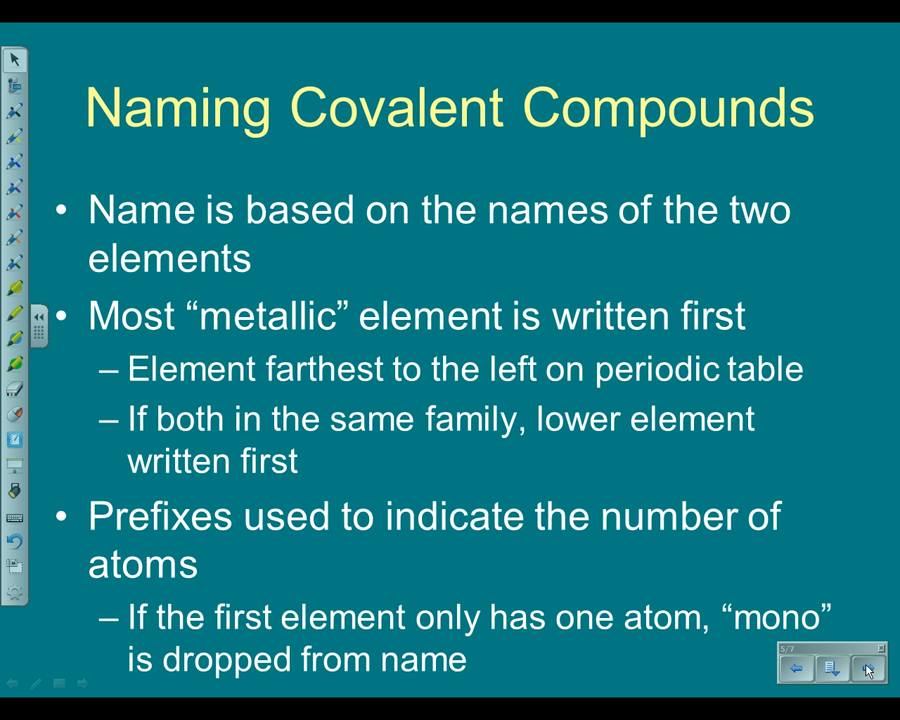 Naming Covalent Compounds
• Name is based on the names of the two
elements
• Most “metallic” element is written first
– Element farthest to the left on periodic table
– If both in the same family, lower element
written first
• Prefixes used to indicate the number of
atoms
– If the first element only has one atom, “mono”
is dropped from name
5/7